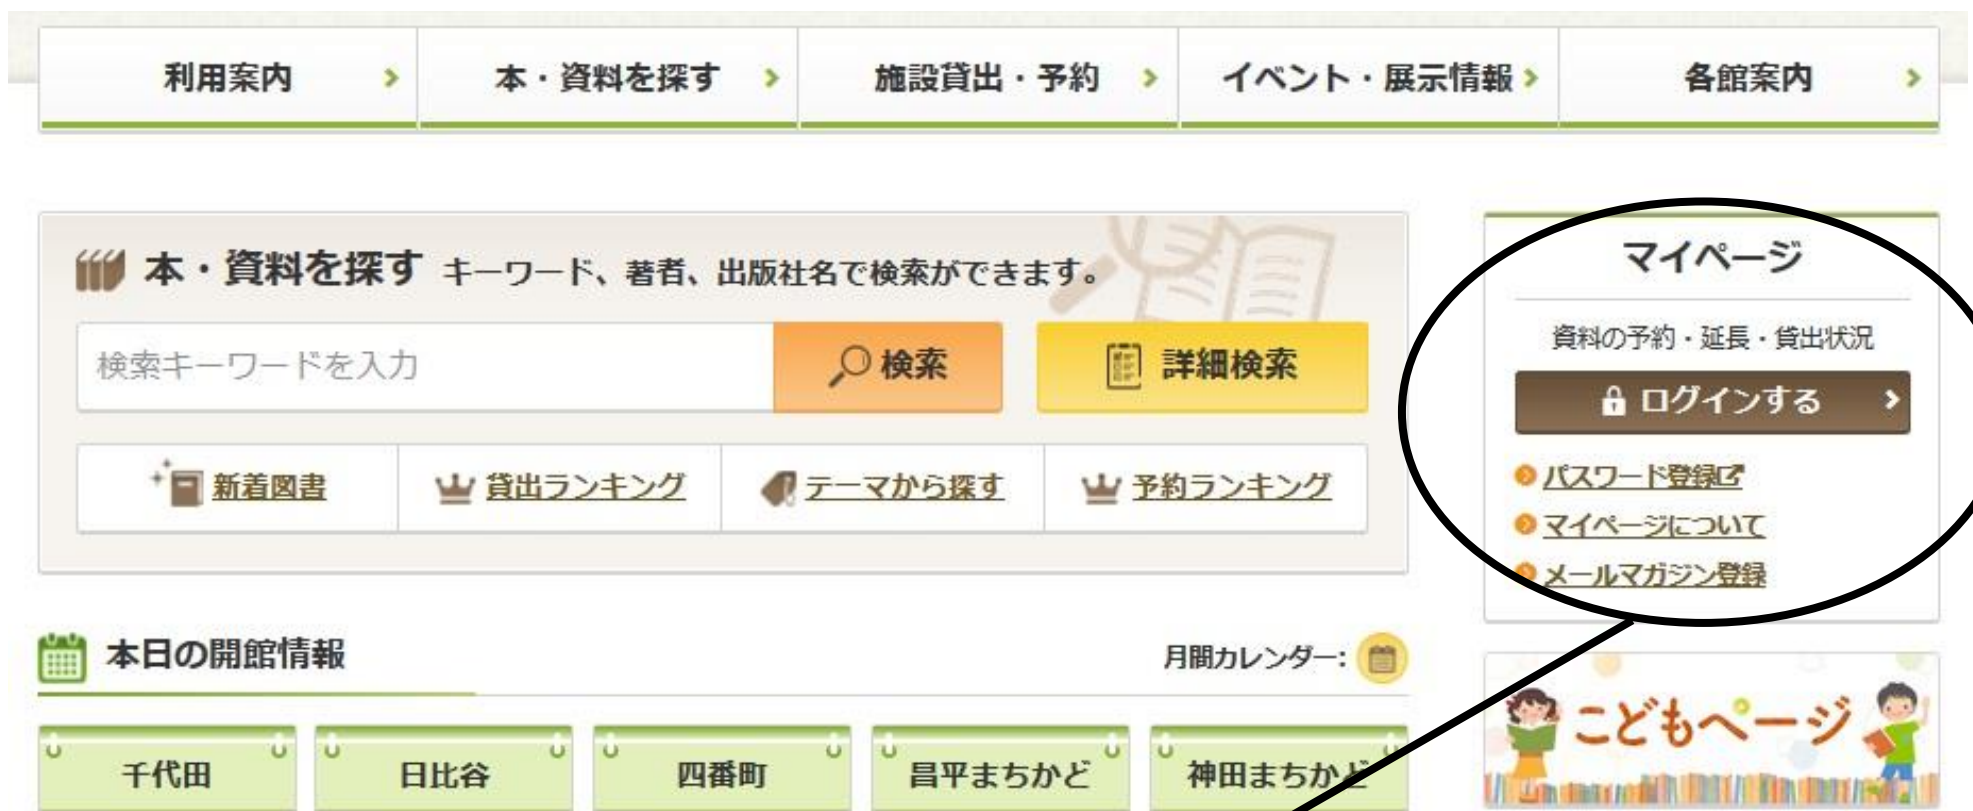 利用案内
本・資料を探す
施設貸出・予約
イベント・展示情報
各館案内
本・資料を探す キーワード、著者、出版社名で検索ができます。
検索キーワードを入力
検索
詳細検索
新着図書
貸出ランキング
テーマから探す
予約ランキング
マイページ
資料の予約・延長・貸出状況
ログインする
パスワード登録
マイページについて
メールマガジン登録
本日の開館情報
月間カレンダー:
千代田
日比谷
四番町
昌平まちかど
神田まちかど
こどもページ